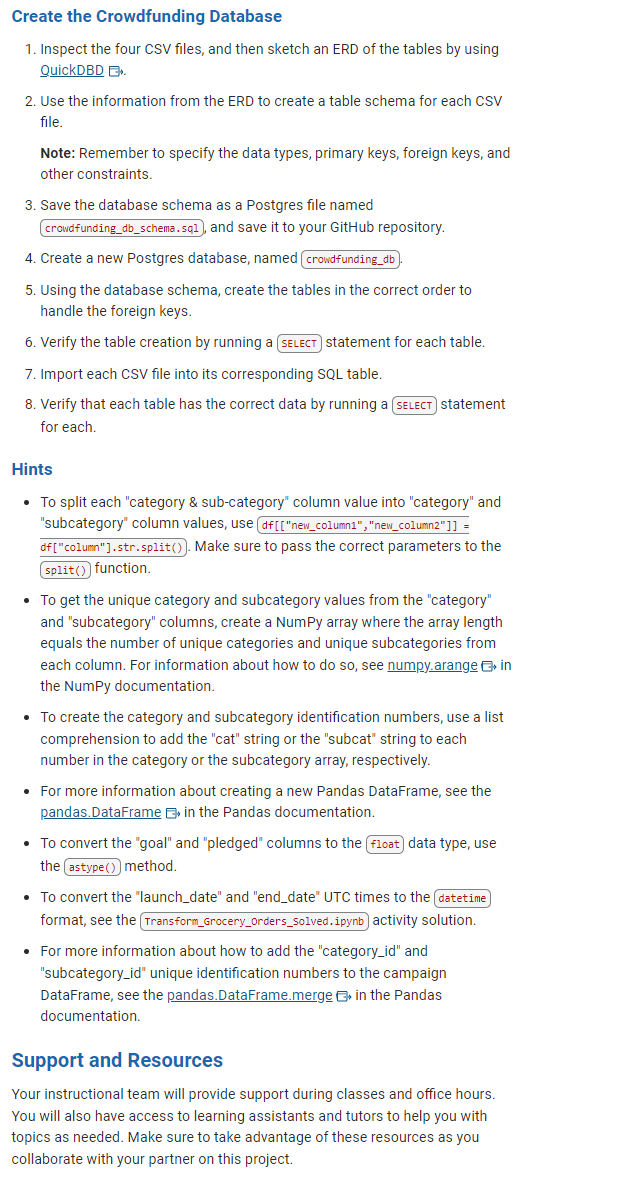 Create the Crowdfunding Database
1. Inspect the four CSV files, and then sketch an ERD of the tables by using
QuickDBD.
2. Use the information from the ERD to create a table schema for each CSV
file.
Note: Remember to specify the data types, primary keys, foreign keys, and
other constraints.
3. Save the database schema as a Postgres file named
crowdfunding_db_schema.sql, and save it to your GitHub repository.
4. Create a new Postgres database, named crowdfunding_db.
5. Using the database schema, create the tables in the correct order to
handle the foreign keys.
6. Verify the table creation by running a SELECT statement for each table.
7. Import each CSV file into its corresponding SQL table.
8. Verify that each table has the correct data by running a SELECT statement
for each.
Hints
• To split each "category & sub-category" column value into "category" and
"subcategory" column values, use df[["new_column1","new_column2"]] =
df["column"].str.split(). Make sure to pass the correct parameters to the
split() function.
• To get the unique category and subcategory values from the "category"
and "subcategory" columns, create a NumPy array where the array length
equals the number of unique categories and unique subcategories from
each column. For information about how to do so, see numpy.arange in
the NumPy documentation.
• To create the category and subcategory identification numbers, use a list
comprehension to add the "cat" string or the "subcat" string to each
number in the category or the subcategory array, respectively.
• For more information about creating a new Pandas DataFrame, see the
pandas.DataFrame in the Pandas documentation.
• To convert the "goal" and "pledged" columns to the float data type, use
the astype() method.
• To convert the "launch_date" and "end_date" UTC times to the datetime
format, see the Transform_Grocery_Orders_Solved.ipynb activity solution.
• For more information about how to add the "category_id" and
"subcategory_id" unique identification numbers to the campaign
DataFrame, see the pandas.DataFrame.merge in the Pandas
documentation.
Support and Resources
Your instructional team will provide support during classes and office hours.
You will also have access to learning assistants and tutors to help you with
topics as needed. Make sure to take advantage of these resources as you
collaborate with your partner on this project.